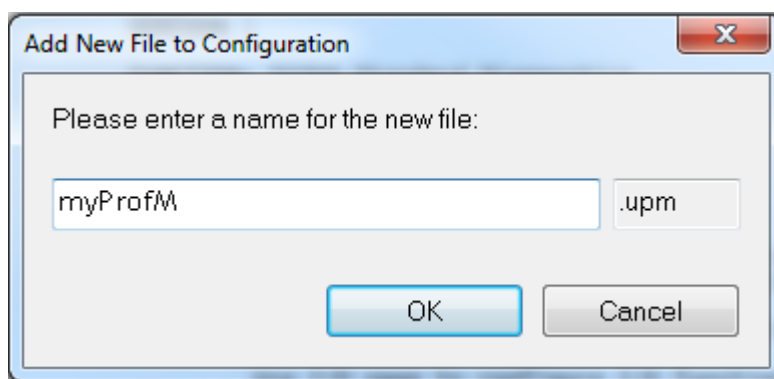 Add New File to Configuration
Please enter a name for the new file:
myProfM .upm
OK Cancel